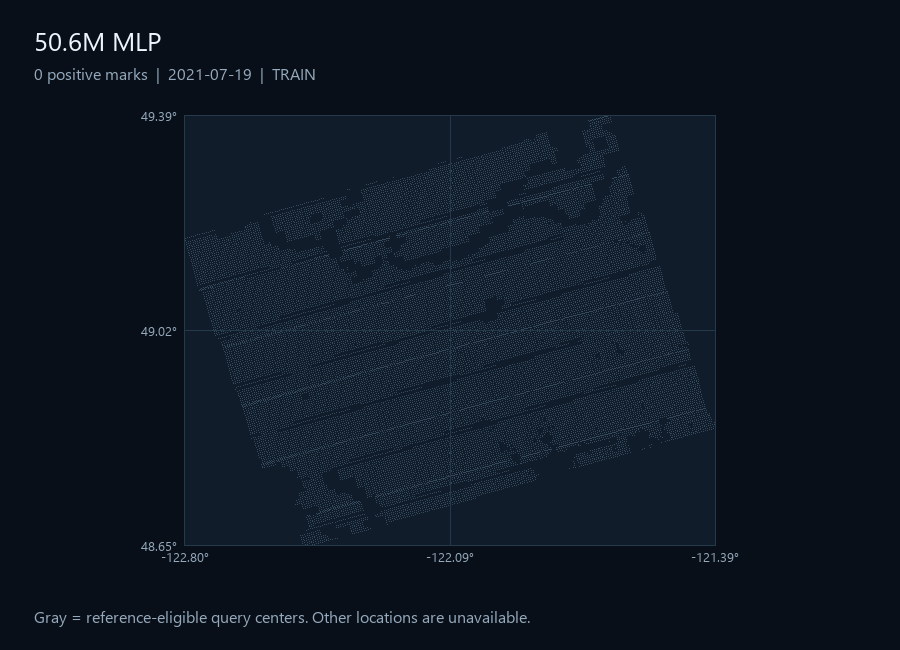 50.6M MLP
0 positive marks | 2021-07-19 | TRAIN
49.39°
49.02°
48.65°
-122.80°
-122.09°
-121.39°
Gray = reference-eligible query centers. Other locations are unavailable.